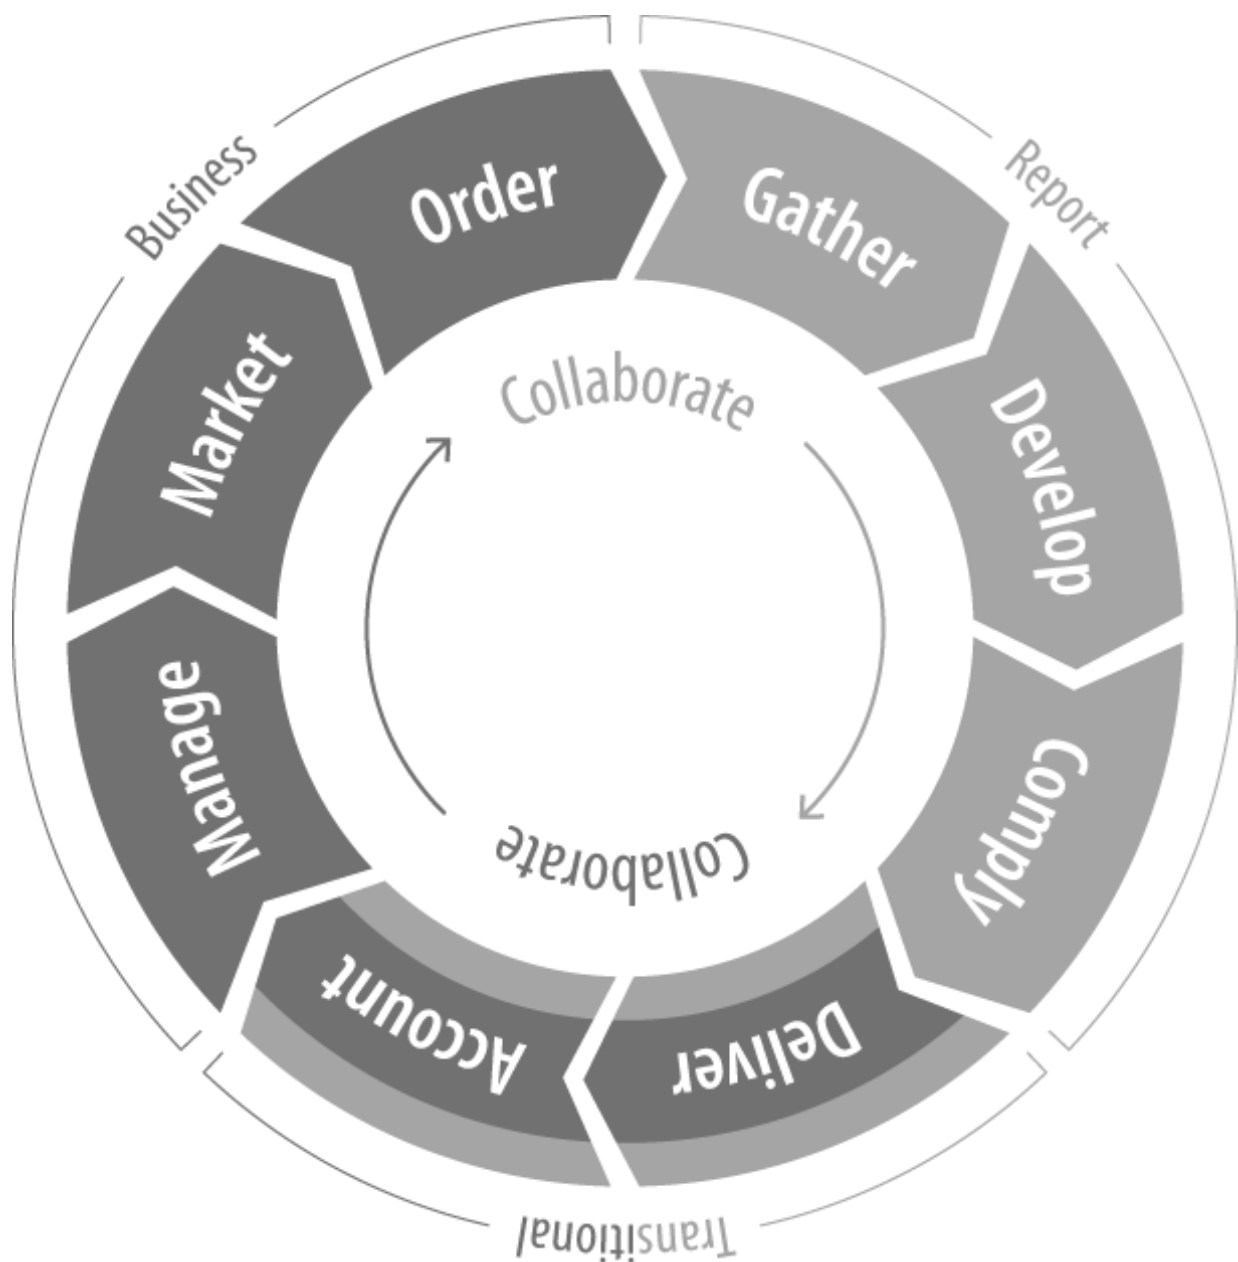 Business
Report
Order
Gather
Market
Develop
Collaborate
Manage
Comply
Collaborate
Account
Deliver
Transitional